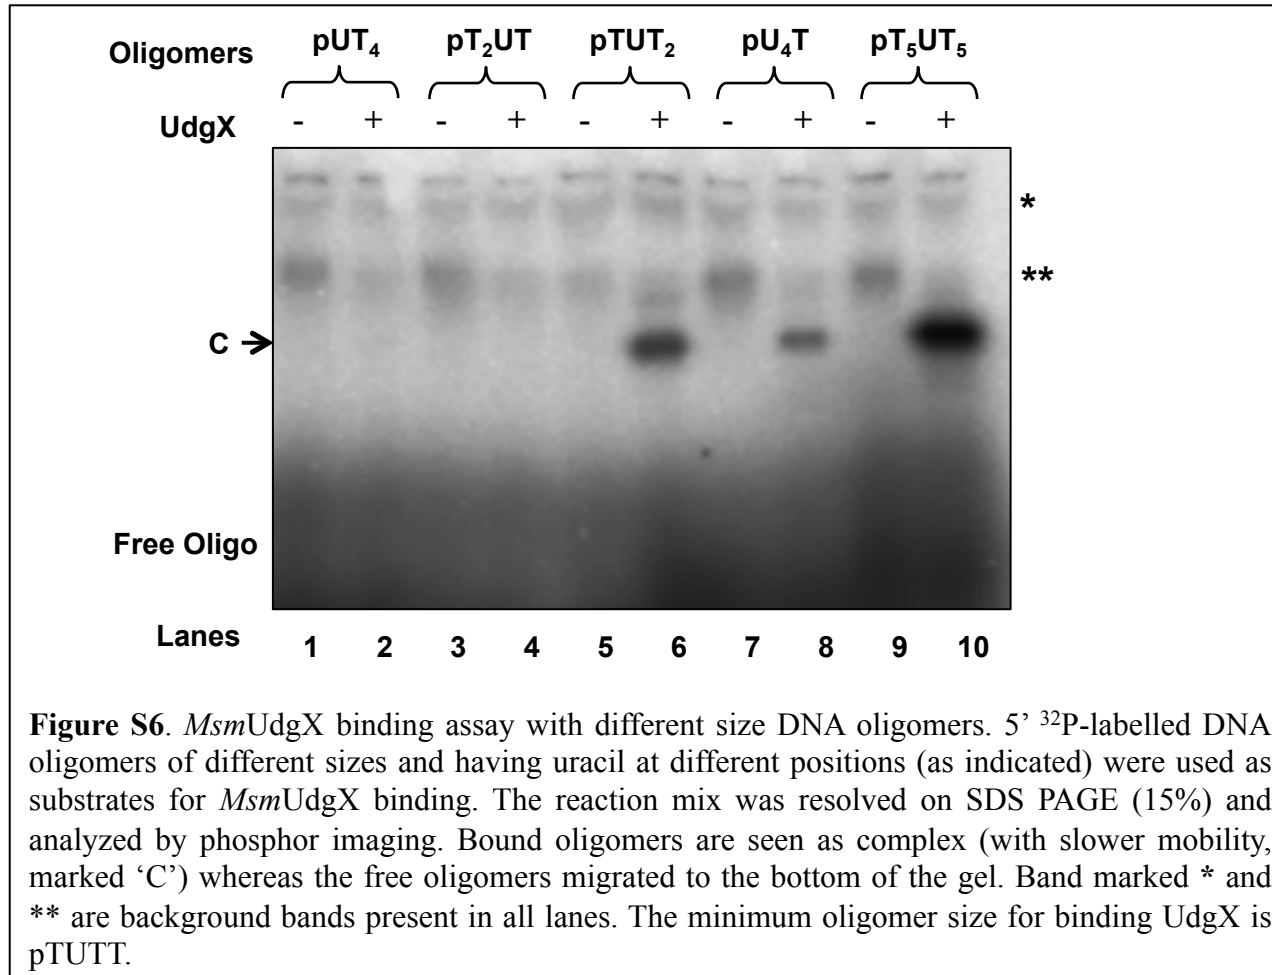 Oligomers pUT₄ pT₂UT pTUT₂ pU₄T pT₅UT₅
UdgX - + - + - + - + - +
*
**
C
Free Oligo
Lanes 1 2 3 4 5 6 7 8 9 10
Figure S6. MsmUdgX binding assay with different size DNA oligomers. 5’ ³²P-labelled DNA
oligomers of different sizes and having uracil at different positions (as indicated) were used as
substrates for MsmUdgX binding. The reaction mix was resolved on SDS PAGE (15%) and
analyzed by phosphor imaging. Bound oligomers are seen as complex (with slower mobility,
marked ‘C’) whereas the free oligomers migrated to the bottom of the gel. Band marked * and
** are background bands present in all lanes. The minimum oligomer size for binding UdgX is
pTUTT.